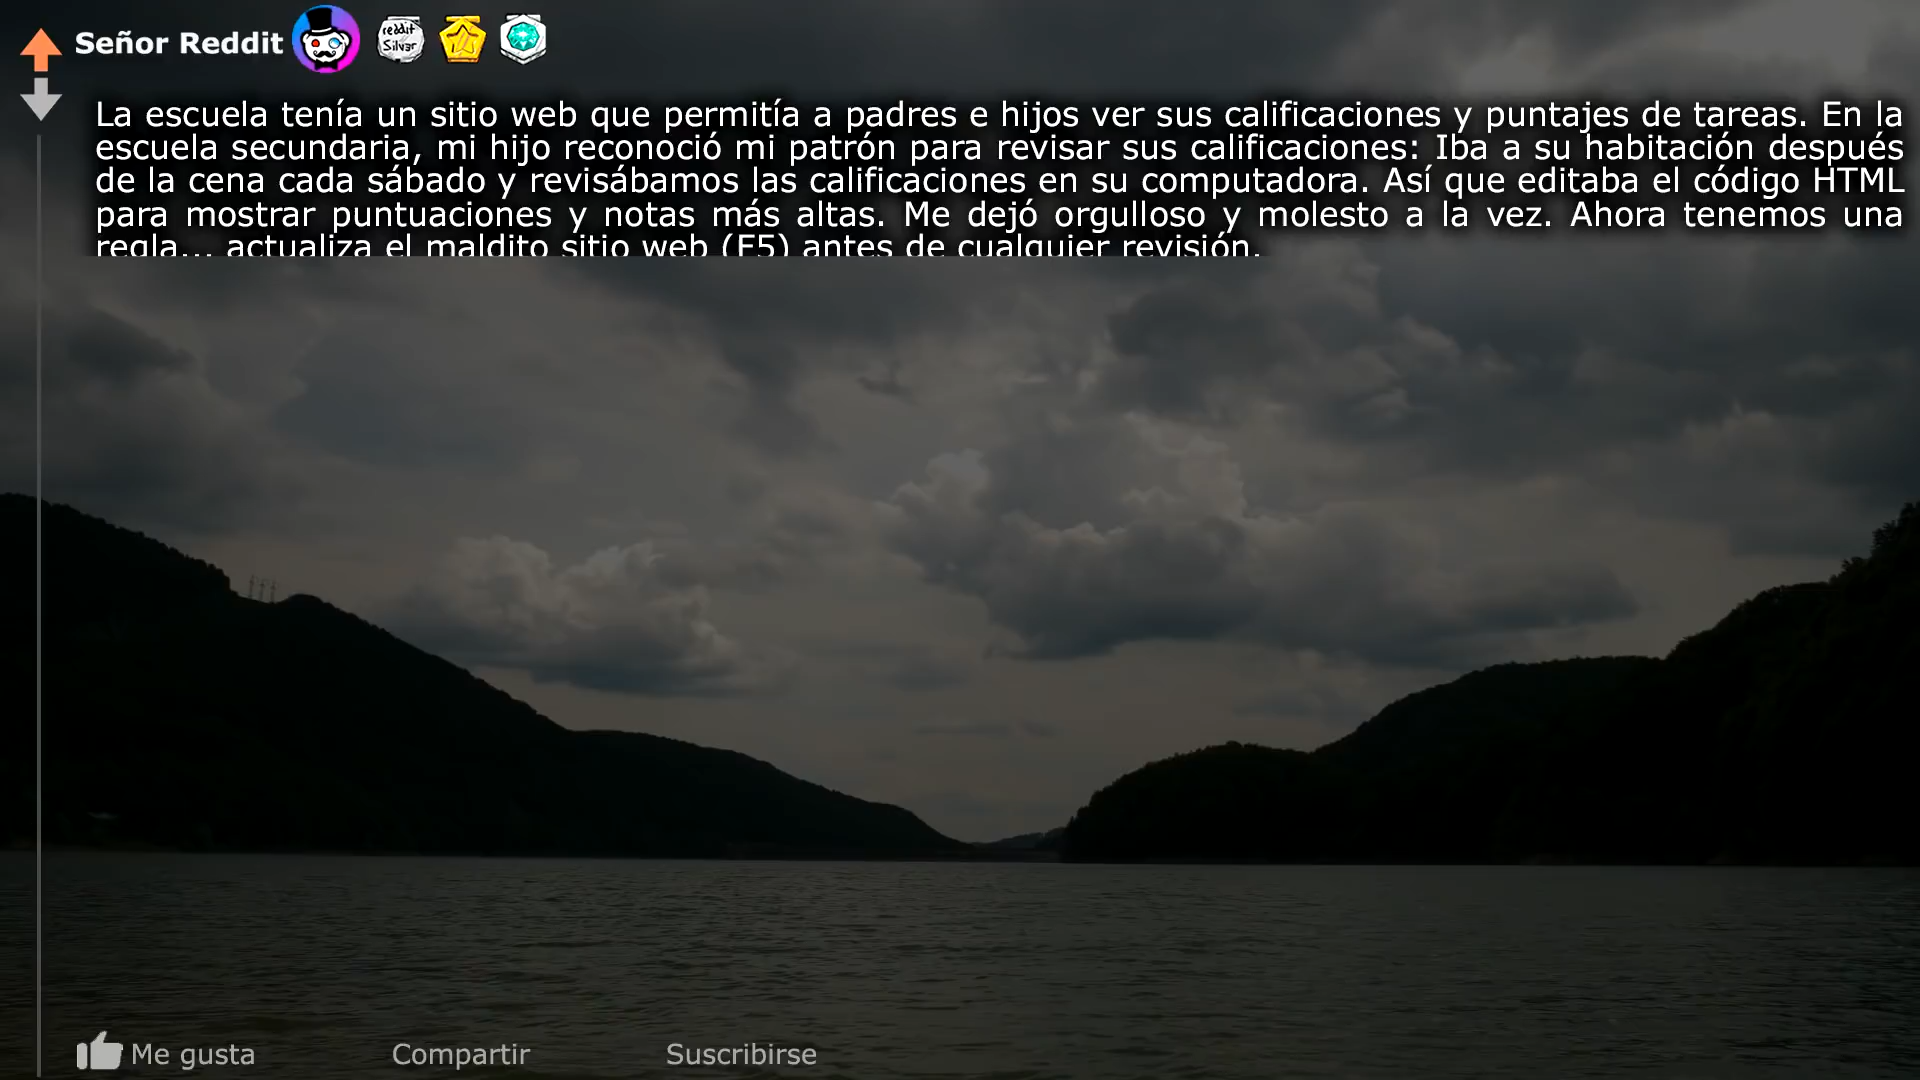 Señor Reddit
reddit
Silver
La escuela tenía un sitio web que permitía a padres e hijos ver sus calificaciones y puntajes de tareas. En la
escuela secundaria, mi hijo reconoció mi patrón para revisar sus calificaciones: Iba a su habitación después
de la cena cada sábado y revisábamos las calificaciones en su computadora. Así que editaba el código HTML
para mostrar puntuaciones y notas más altas. Me dejó orgulloso y molesto a la vez. Ahora tenemos una
regla... actualiza el maldito sitio web (F5) antes de cualquier revisión.
Me gusta
Compartir
Suscribirse